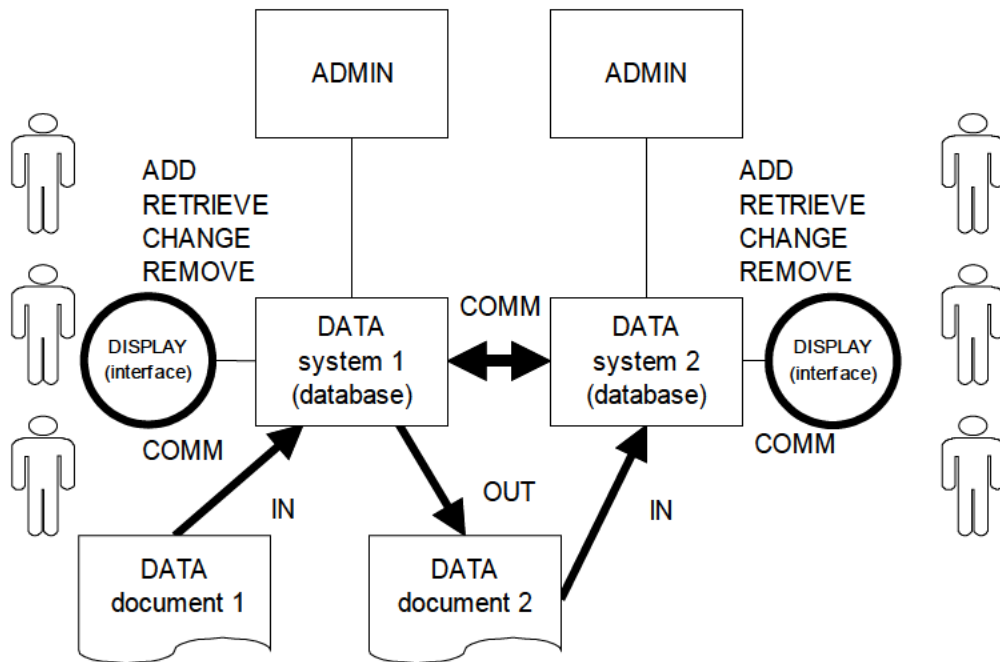 ADMIN
ADMIN
ADD
RETRIEVE
CHANGE
REMOVE
ADD
RETRIEVE
CHANGE
REMOVE
COMM
DISPLAY
(interface)
DATA
system 1
(database)
DATA
system 2
(database)
DISPLAY
(interface)
COMM
COMM
IN
OUT
IN
DATA
document 1
DATA
document 2